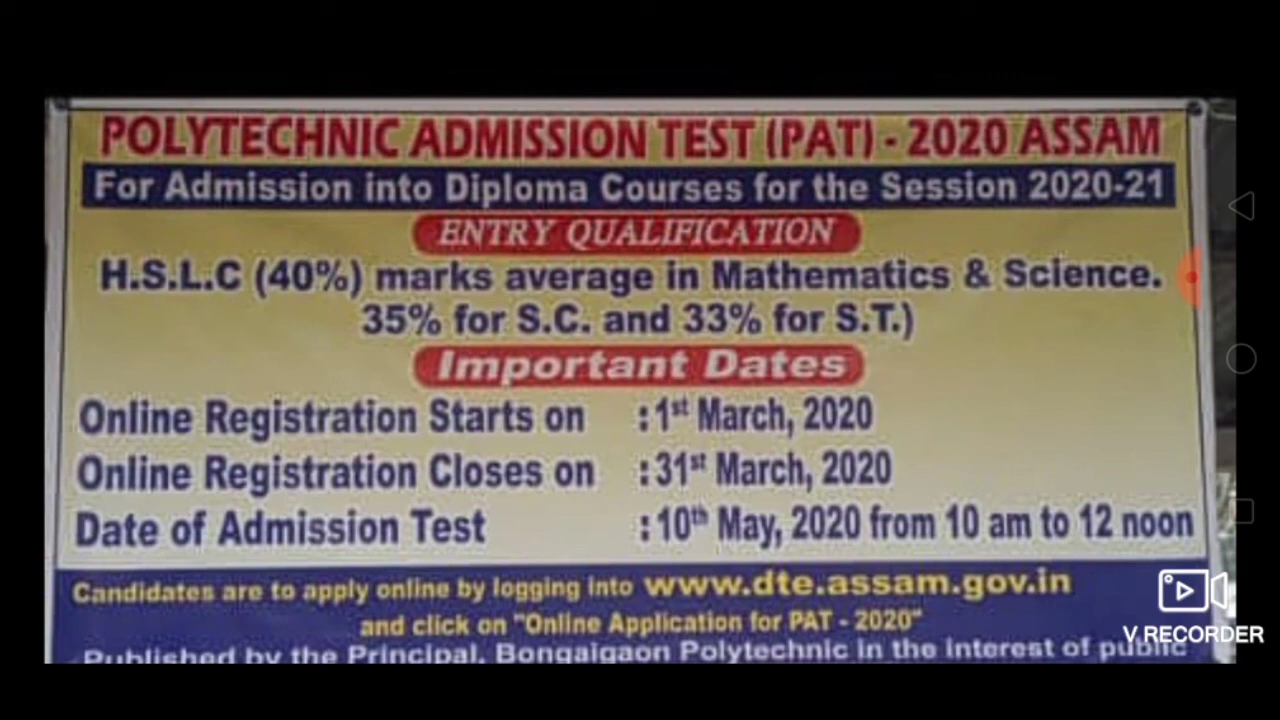 POLYTECHNIC ADMISSION TEST (PAT) - 2020 ASSAM
For Admission into Diploma Courses for the Session 2020-21
ENTRY QUALIFICATION
H.S.L.C (40%) marks average in Mathematics & Science.
35% for S.C. and 33% for S.T.)
Important Dates
Online Registration Starts on : 1st March, 2020
Online Registration Closes on : 31st March, 2020
Date of Admission Test : 10th May, 2020 from 10 am to 12 noon
Candidates are to apply online by logging into www.dte.assam.gov.in
and click on "Online Application for PAT - 2020"
Published by the Principal, Bongaigaon Polytechnic in the interest of public
V RECORDER